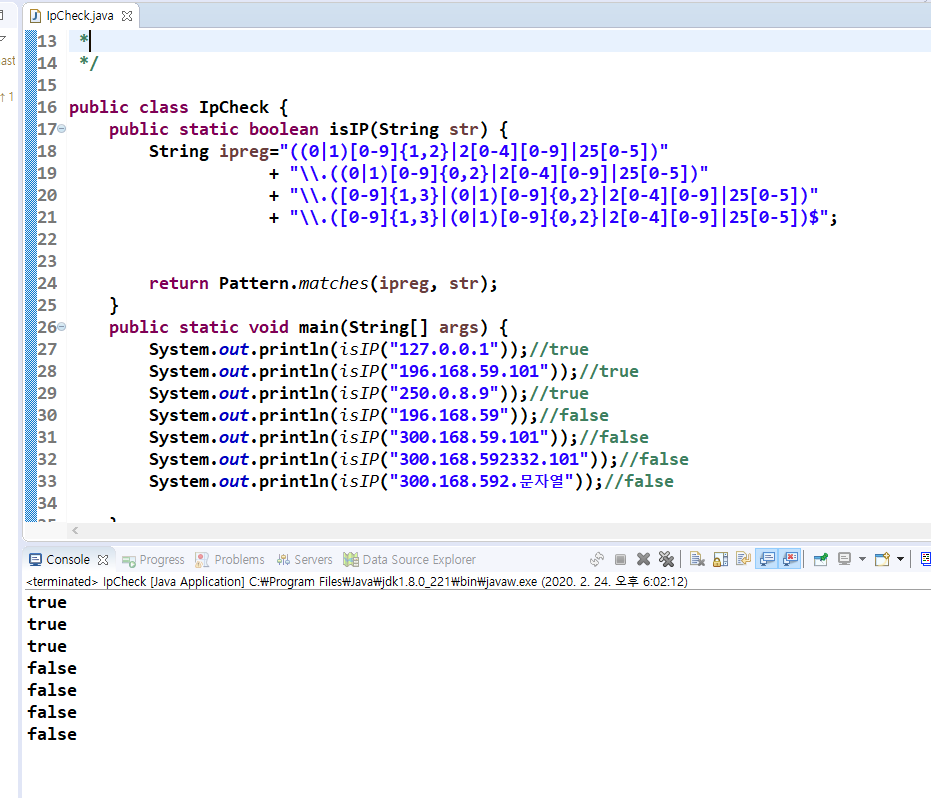 IpCheck.java
ast
1
13 *
14 */
15
16 public class IpCheck {
17 public static boolean isIP(String str) {
18 String ipreg="((0|1)[0-9]{1,2}|2[0-4][0-9]|25[0-5])"
19 + "\\.((0|1)[0-9]{0,2}|2[0-4][0-9]|25[0-5])"
20 + "\\.([0-9]{1,3}|(0|1)[0-9]{0,2}|2[0-4][0-9]|25[0-5])"
21 + "\\.([0-9]{1,3}|(0|1)[0-9]{0,2}|2[0-4][0-9]|25[0-5])$";
22
23
24 return Pattern.matches(ipreg, str);
25 }
26 public static void main(String[] args) {
27 System.out.println(isIP("127.0.0.1"));//true
28 System.out.println(isIP("196.168.59.101"));//true
29 System.out.println(isIP("250.0.8.9"));//true
30 System.out.println(isIP("196.168.59"));//false
31 System.out.println(isIP("300.168.59.101"));//false
32 System.out.println(isIP("300.168.592332.101"));//false
33 System.out.println(isIP("300.168.592.문자열"));//false
34
Console Progress Problems Servers Data Source Explorer
<terminated> IpCheck [Java Application] C:₩Program Files₩Java₩jdk1.8.0_221₩bin₩javaw.exe (2020. 2. 24. 오후 6:02:12)
true
true
true
false
false
false
false